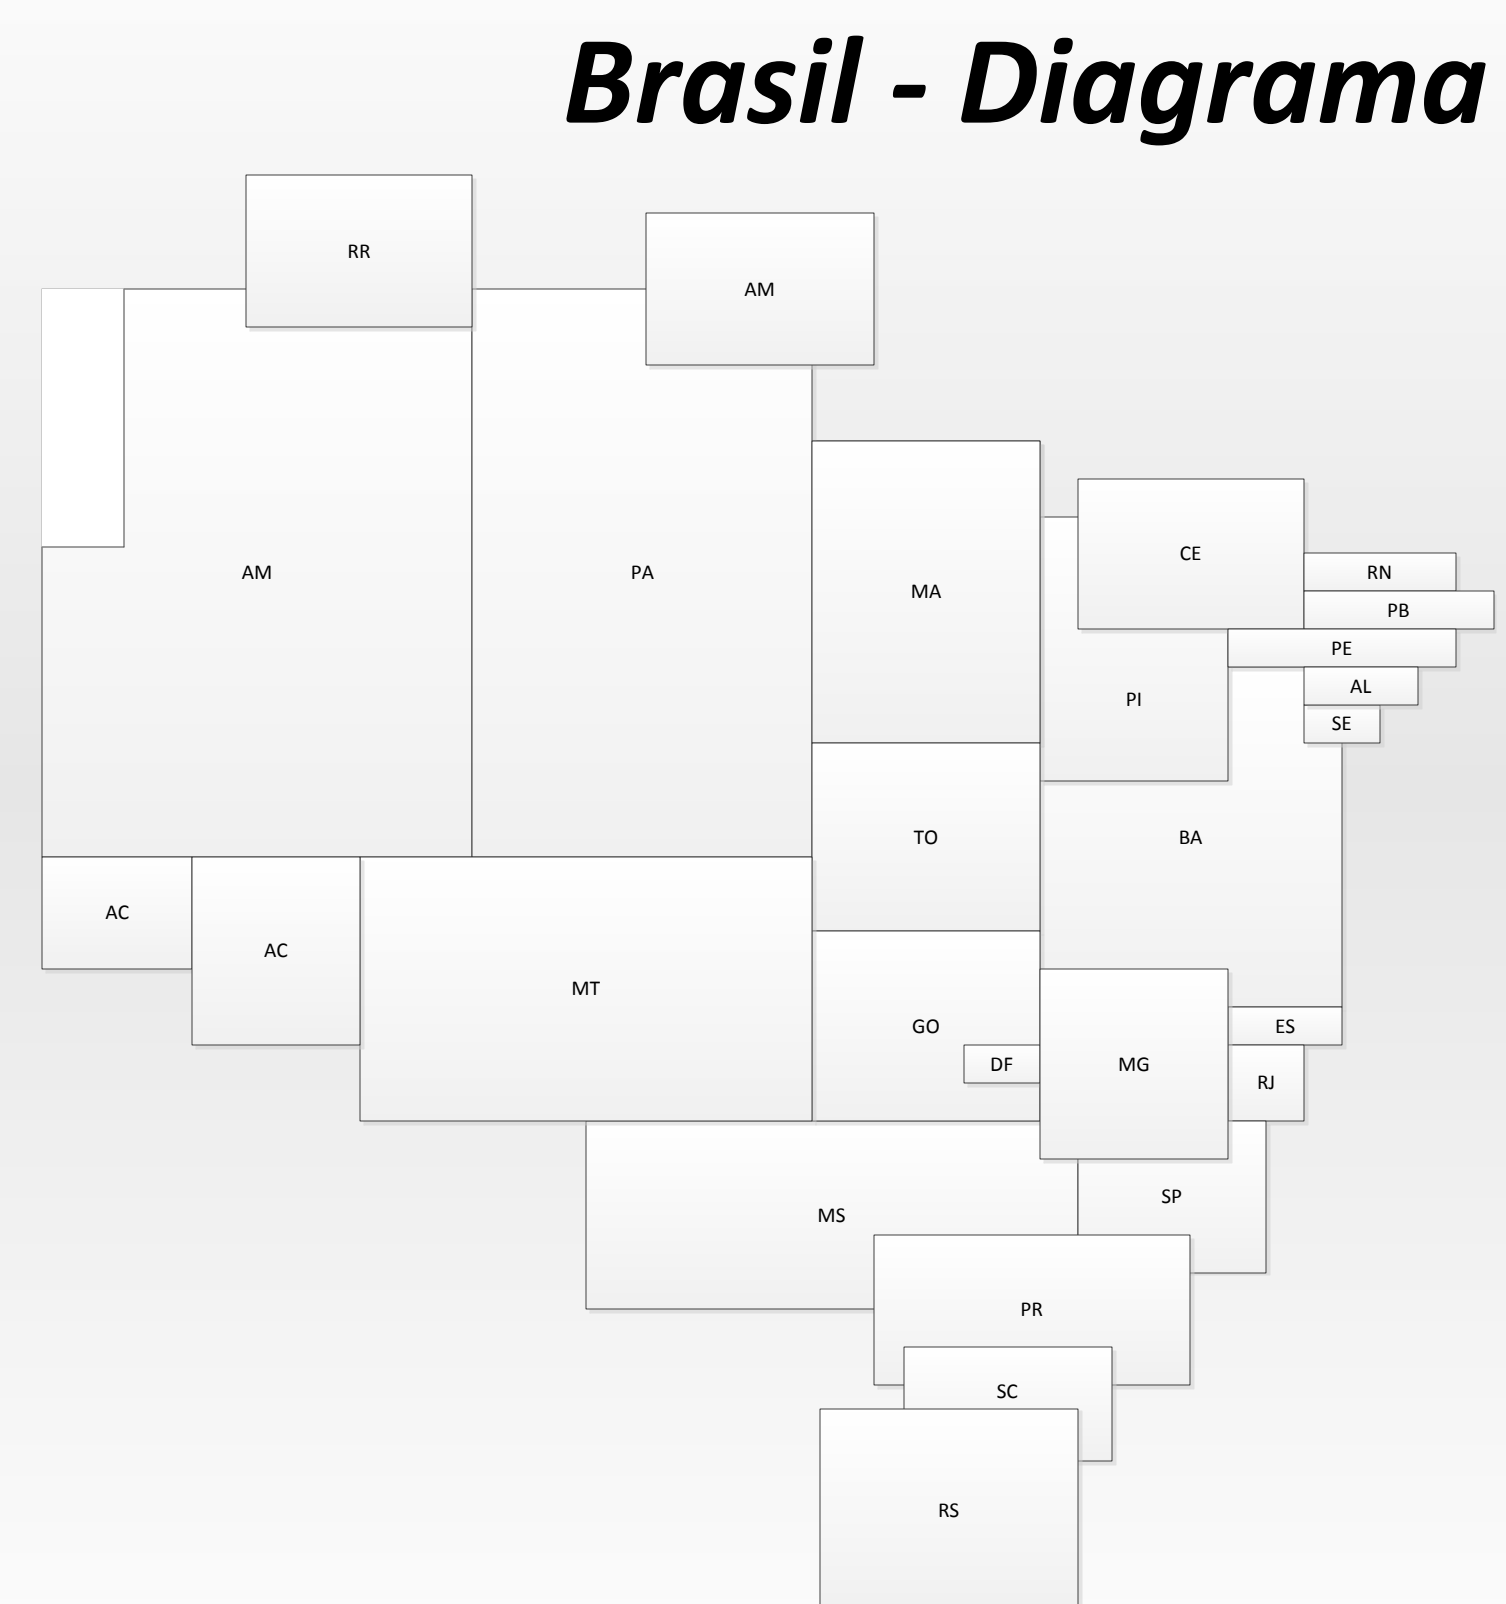 Brasil - Diagrama
RR
AM
CE
RN
AM
PA
MA
PB
PE
PI
AL
SE
TO
BA
AC
AC
MT
GO
ES
DF
MG
RJ
SP
MS
PR
SC
RS